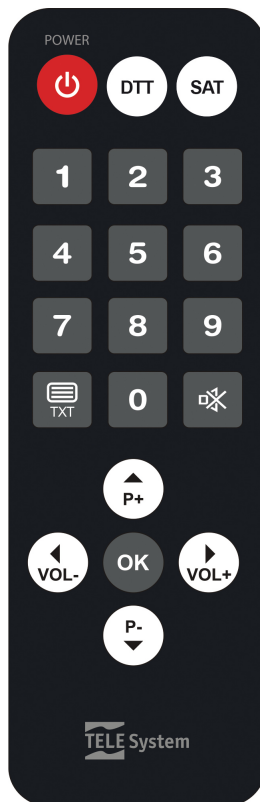 POWER
DTT SAT
1 2 3
4 5 6
7 8 9
TXT 0
P+
VOL- OK VOL+
P-
TELE System